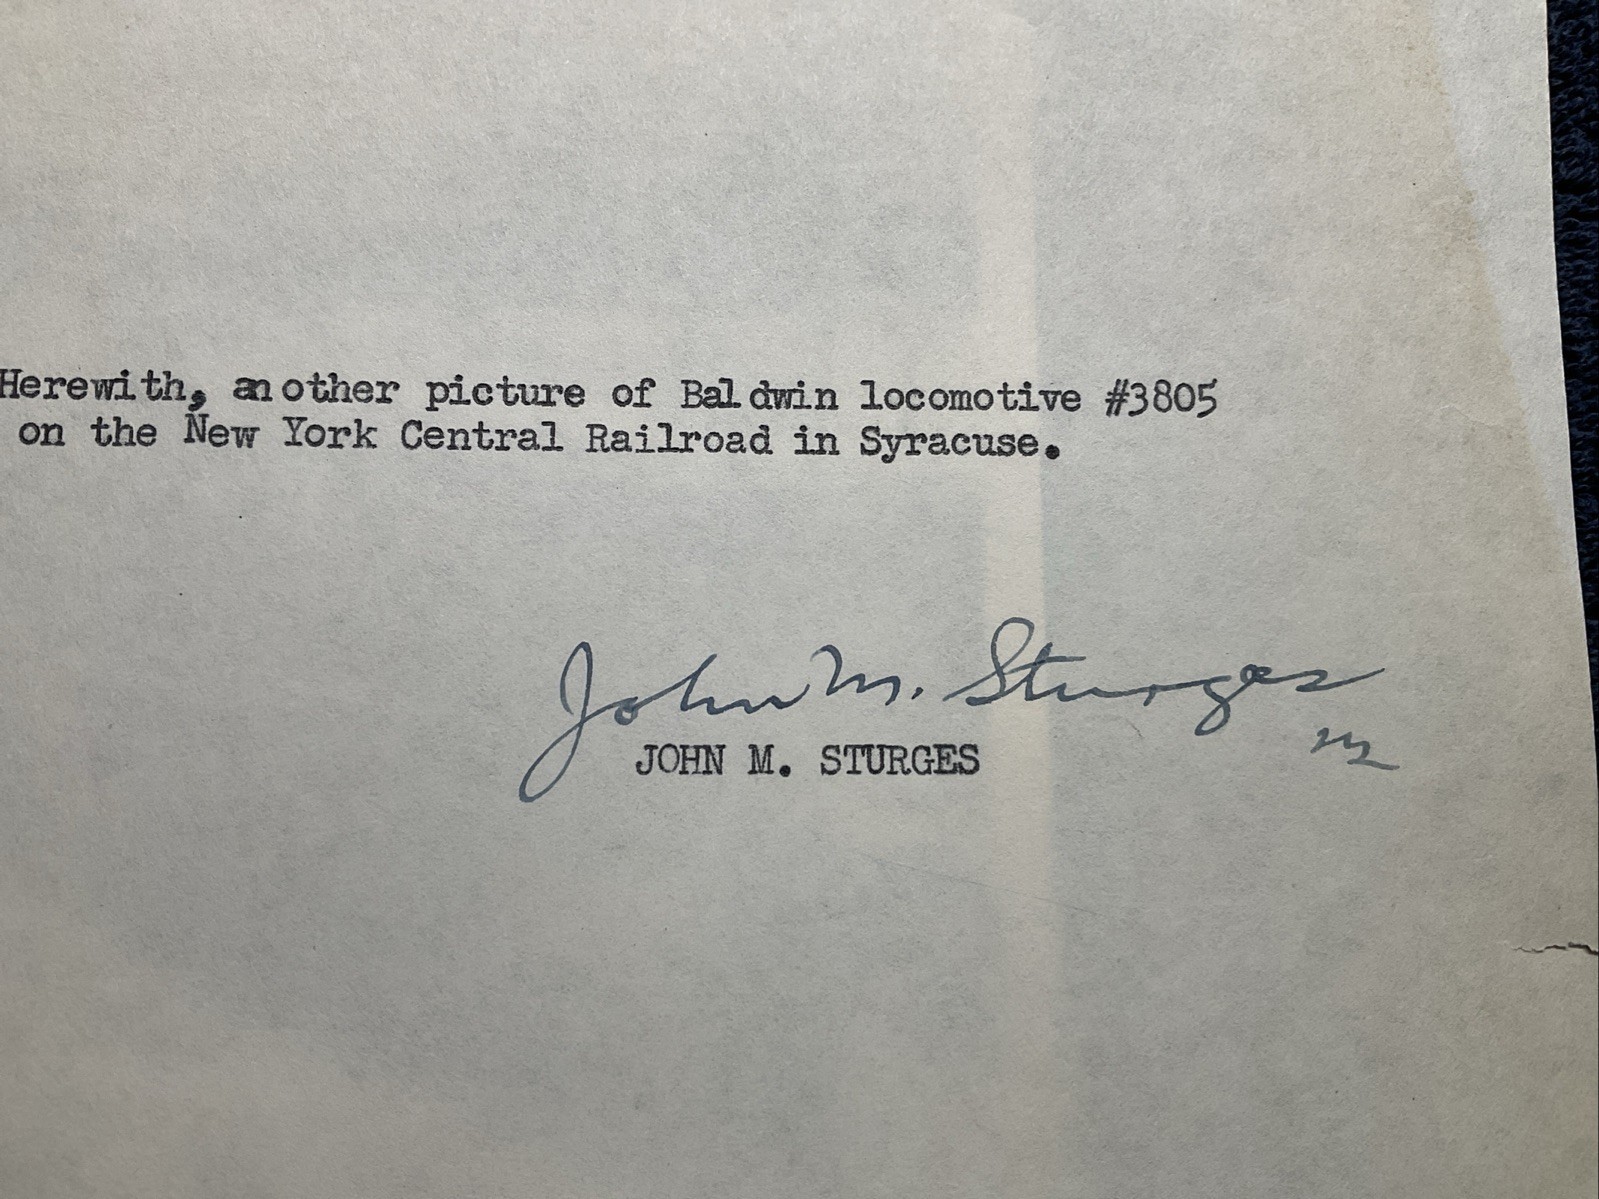 Herewith, another picture of Baldwin locomotive #3805
on the New York Central Railroad in Syracuse.
John M. Sturges
JOHN M. STURGES